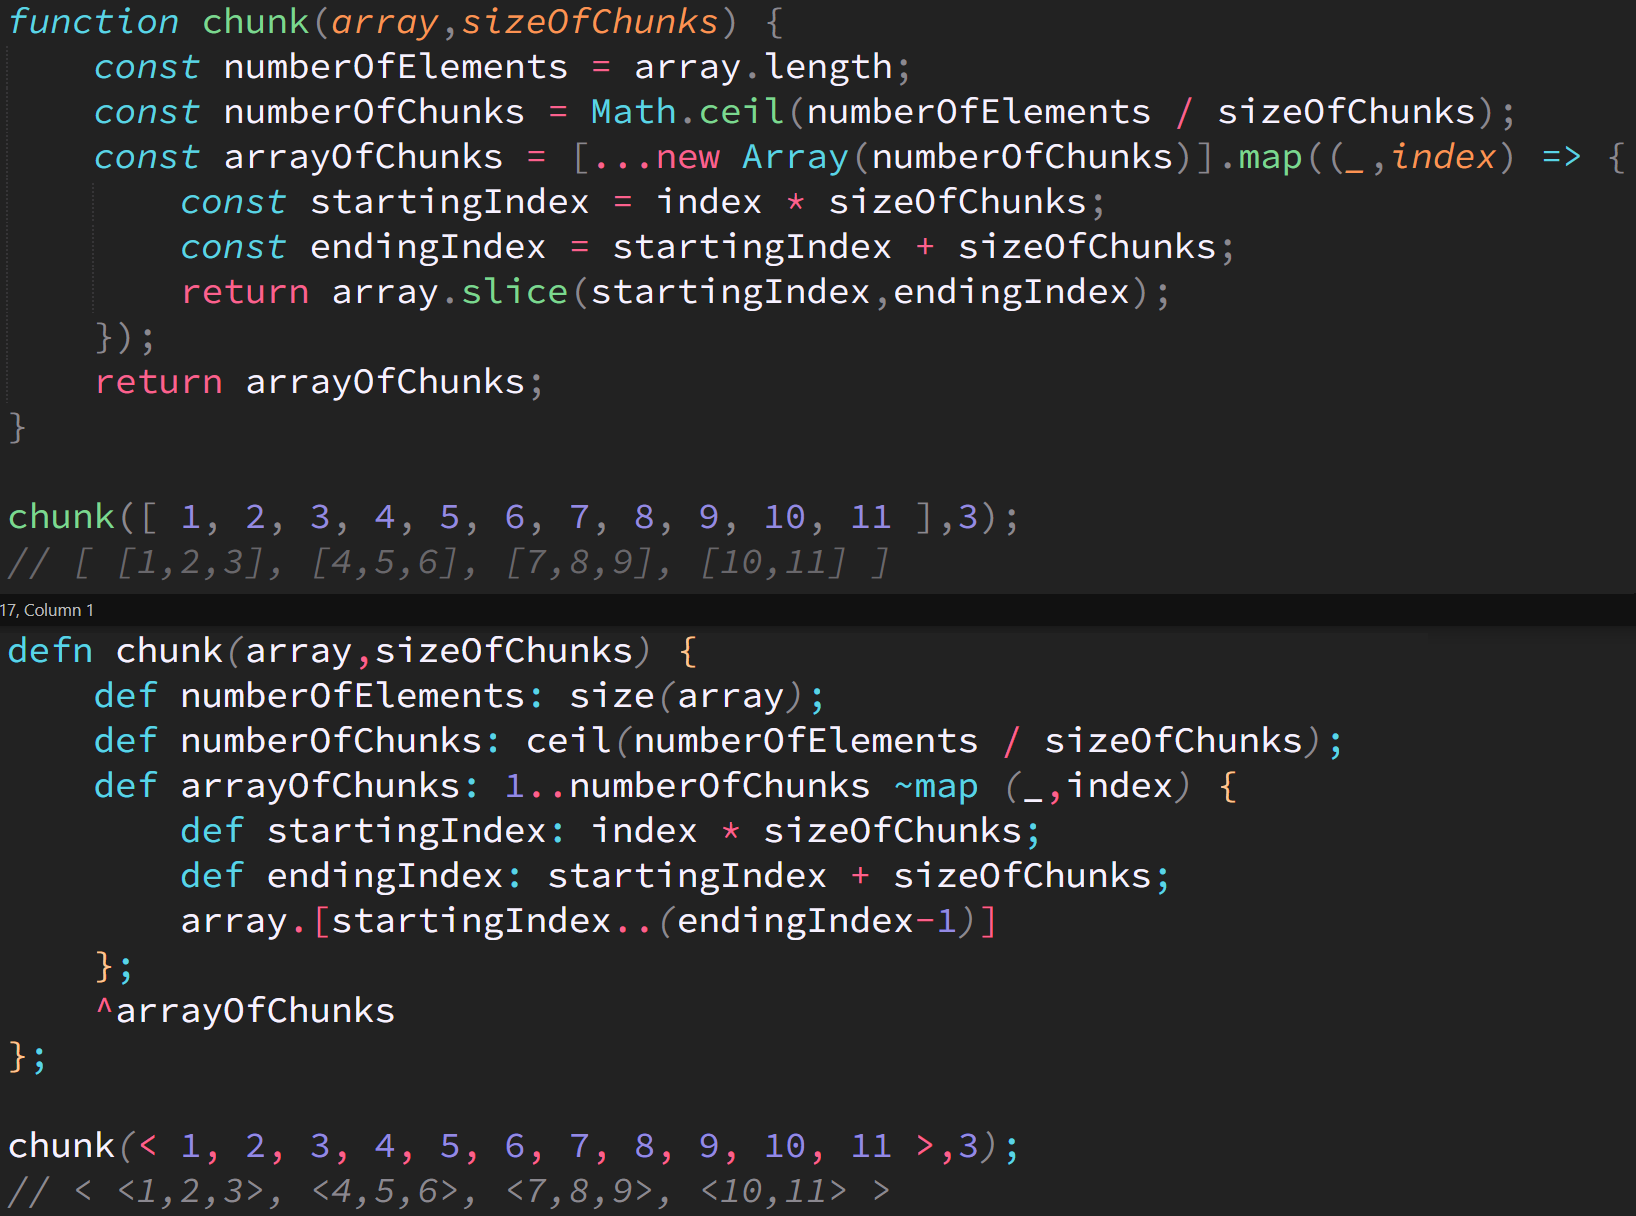 function chunk(array,sizeOfChunks) {
    const numberOfElements = array.length;
    const numberOfChunks = Math.ceil(numberOfElements / sizeOfChunks);
    const arrayOfChunks = [...new Array(numberOfChunks)].map((_,index) => {
        const startingIndex = index * sizeOfChunks;
        const endingIndex = startingIndex + sizeOfChunks;
        return array.slice(startingIndex,endingIndex);
    });
    return arrayOfChunks;
}

chunk([ 1, 2, 3, 4, 5, 6, 7, 8, 9, 10, 11 ],3);
// [ [1,2,3], [4,5,6], [7,8,9], [10,11] ]
17, Column 1
defn chunk(array,sizeOfChunks) {
    def numberOfElements: size(array);
    def numberOfChunks: ceil(numberOfElements / sizeOfChunks);
    def arrayOfChunks: 1..numberOfChunks ~map (_,index) {
        def startingIndex: index * sizeOfChunks;
        def endingIndex: startingIndex + sizeOfChunks;
        array.[startingIndex..(endingIndex-1)]
    };
    ^arrayOfChunks
};

chunk(< 1, 2, 3, 4, 5, 6, 7, 8, 9, 10, 11 >,3);
// < <1,2,3>, <4,5,6>, <7,8,9>, <10,11> >